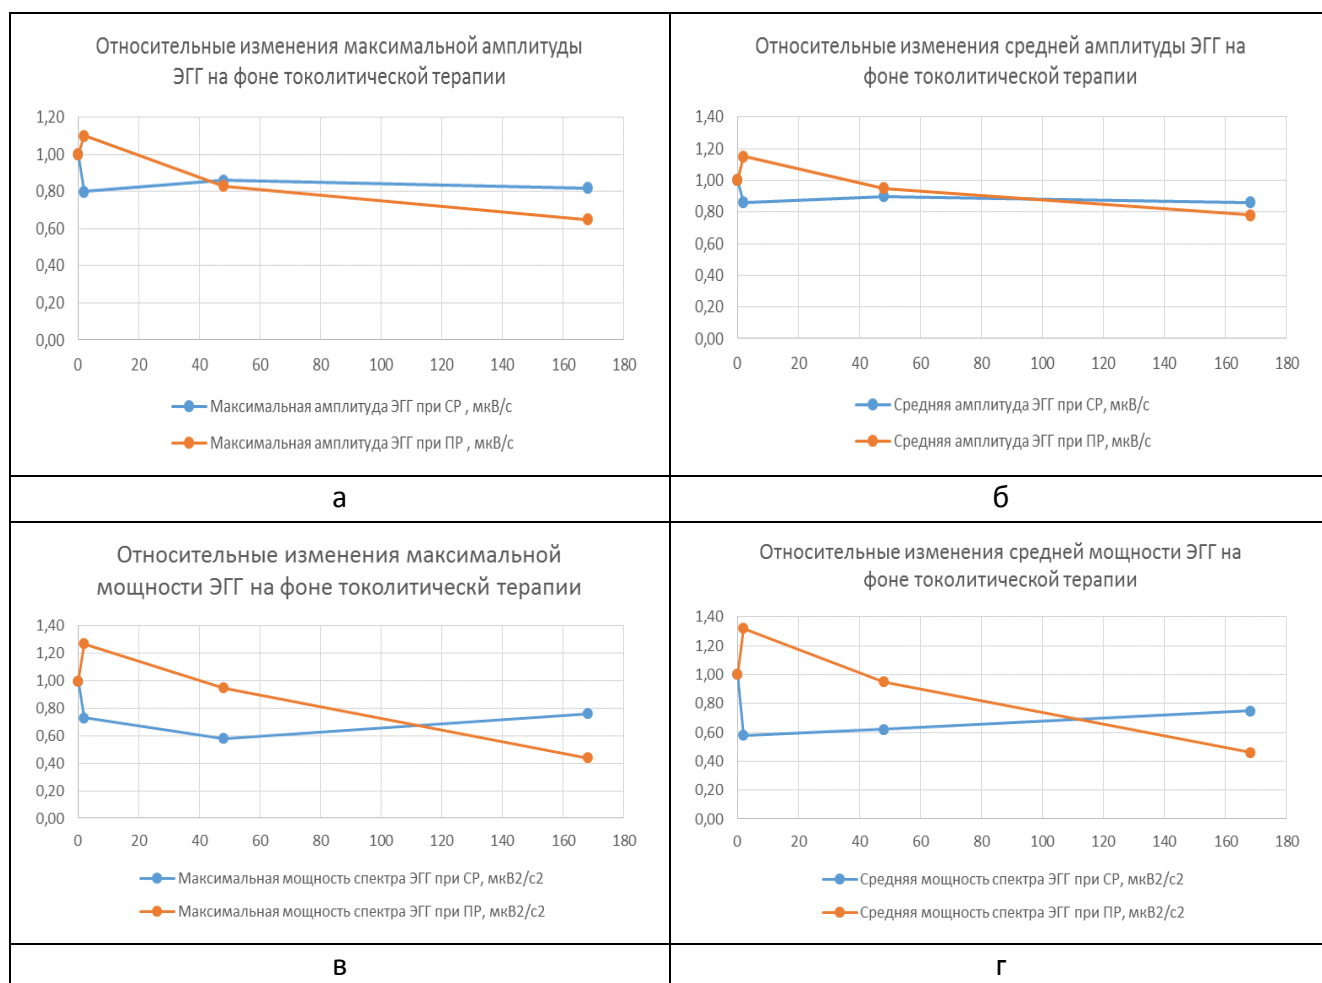 Относительные изменения максимальной амплитуды
ЭГГ на фоне токолитической терапии
1,20
1,00
0,80
0,60
0,40
0,20
0,00
0 20 40 60 80 100 120 140 160 180
Максимальная амплитуда ЭГГ при СР , мкВ/с
Максимальная амплитуда ЭГГ при ПР , мкВ/с
а
Относительные изменения средней амплитуды ЭГГ на
фоне токолитической терапии
1,40
1,20
1,00
0,80
0,60
0,40
0,20
0,00
0 20 40 60 80 100 120 140 160 180
Средняя амплитуда ЭГГ при СР, мкВ/с
Средняя амплитуда ЭГГ при ПР, мкВ/с
б
Относительные изменения максимальной
мощности ЭГГ на фоне токолитическй терапии
1,40
1,20
1,00
0,80
0,60
0,40
0,20
0,00
0 20 40 60 80 100 120 140 160 180
Максимальная мощность спектра ЭГГ при СР, мкВ2/с2
Максимальная мощность спектра ЭГГ при ПР, мкВ2/с2
в
Относительные изменения средней мощности ЭГГ на
фоне токолитической терапии
1,40
1,20
1,00
0,80
0,60
0,40
0,20
0,00
0 20 40 60 80 100 120 140 160 180
Средняя мощность спектра ЭГГ при СР, мкВ2/с2
Средняя мощность спектра ЭГГ при ПР, мкВ2/с2
г